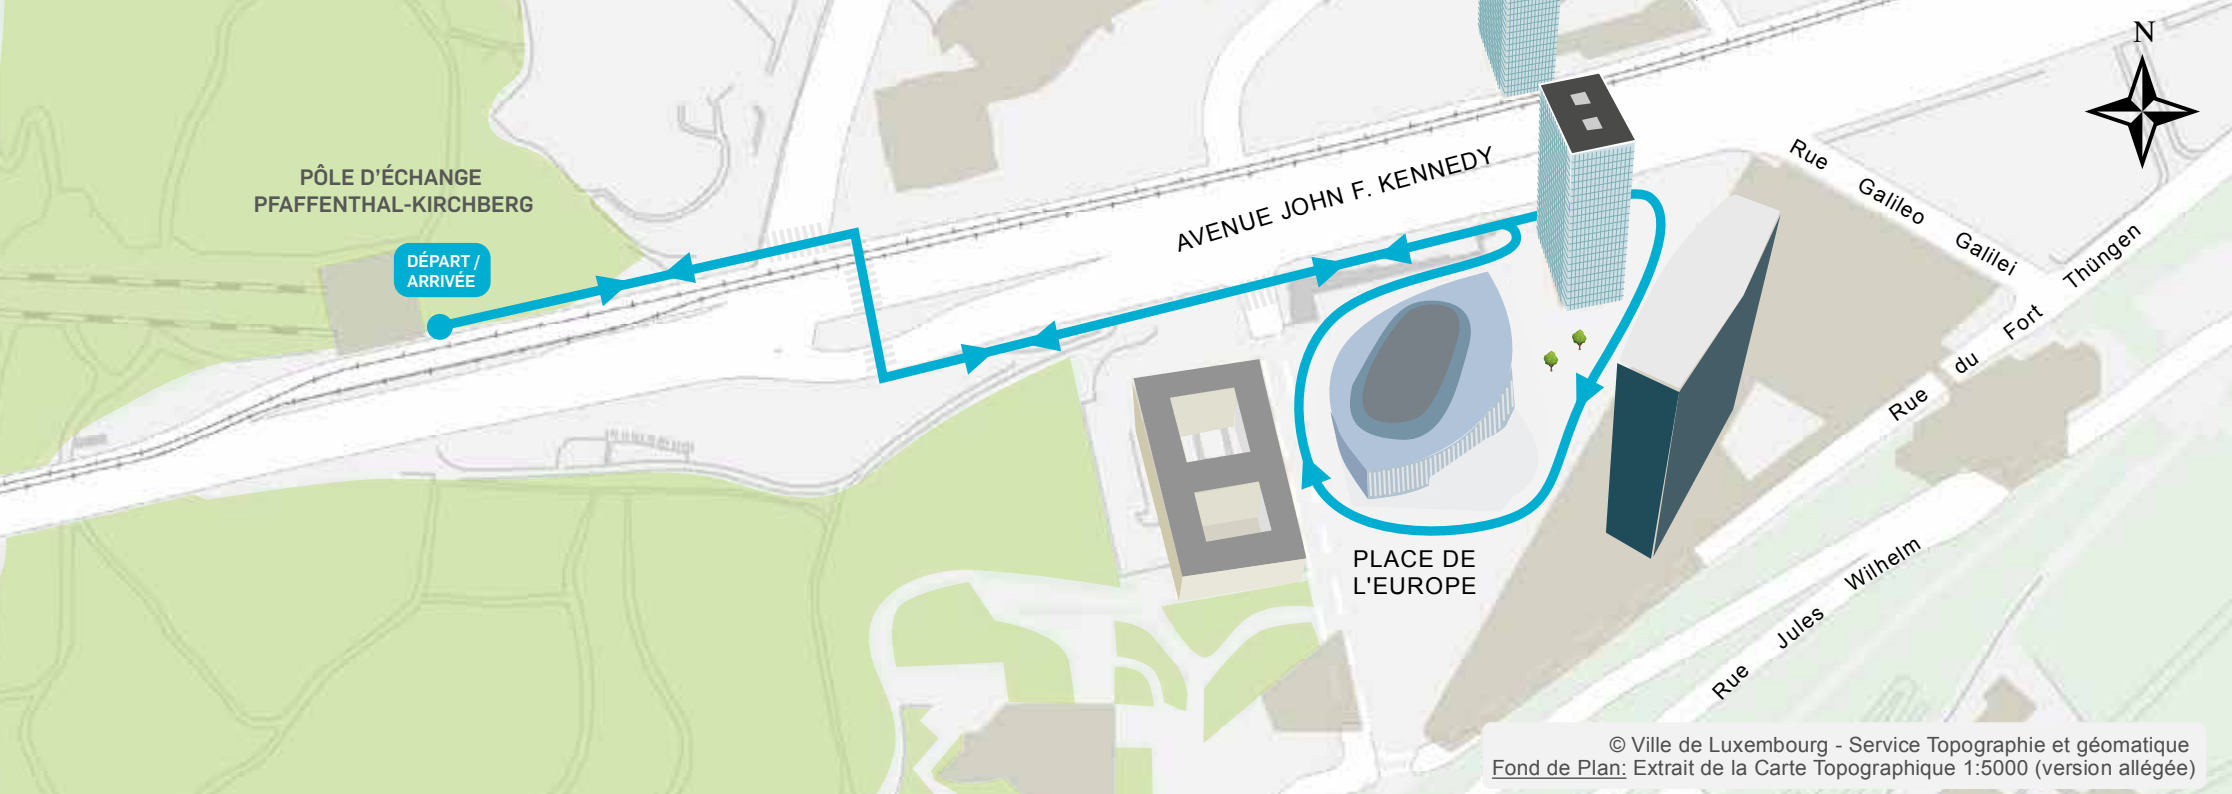 N
PÔLE D'ÉCHANGE
PFAFFENTHAL-KIRCHBERG
DÉPART /
ARRIVÉE
AVENUE JOHN F. KENNEDY
Rue Galileo Galilei
Rue du Fort Thüngen
PLACE DE
L'EUROPE
Rue Jules Wilhelm
© Ville de Luxembourg - Service Topographie et géomatique
Fond de Plan: Extrait de la Carte Topographique 1:5000 (version allégée)